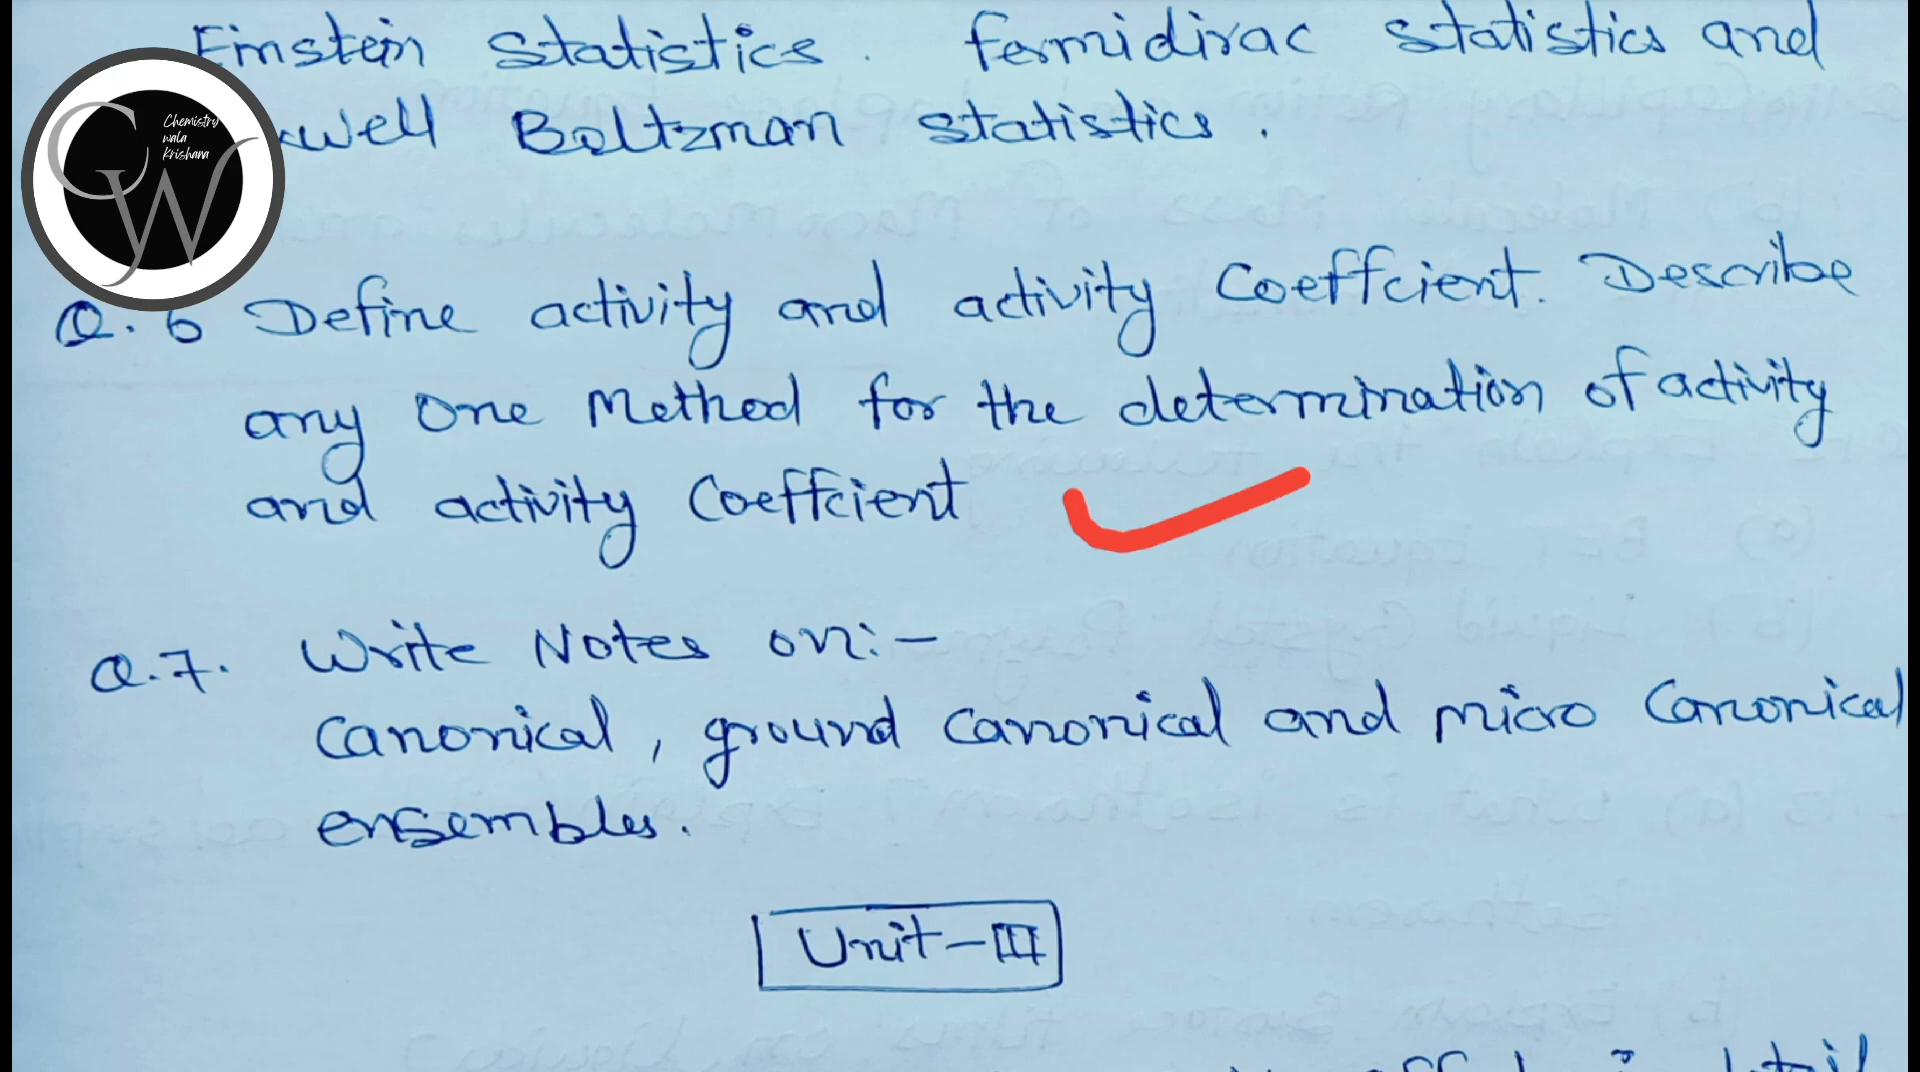 Einstein statistics. fermidirac statistics and
xwell Boltzman statistics.
Chemistry
wala
Krishana
CW
Q.6 Define activity and activity Coeffcient. Describe
any one Method for the determination of activity
and activity Coeffcient
Q.7. Write Notes on:-
Canonical, ground canonical and micro Canonical
ensembles.
Unit-III